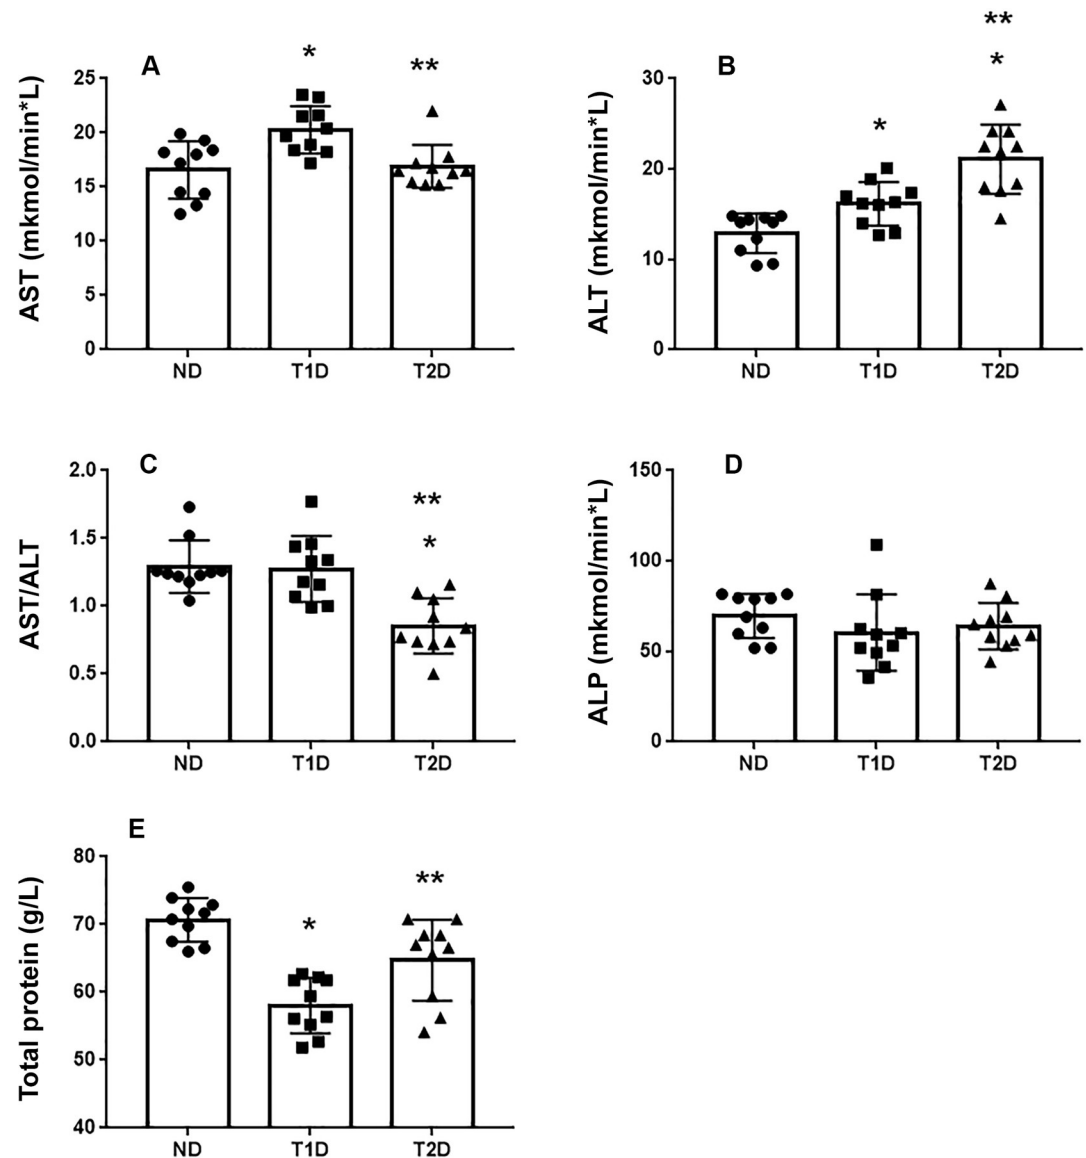 A
*
**
AST (mkmol/min*L)
25
20
15
10
5
0
ND
T1D
T2D
B
*
**
*
ALT (mkmol/min*L)
30
20
10
0
ND
T1D
T2D
C
**
*
AST/ALT
2.0
1.5
1.0
0.5
0.0
ND
T1D
T2D
D
ALP (mkmol/min*L)
150
100
50
0
ND
T1D
T2D
E
*
**
Total protein (g/L)
80
70
60
50
40
ND
T1D
T2D